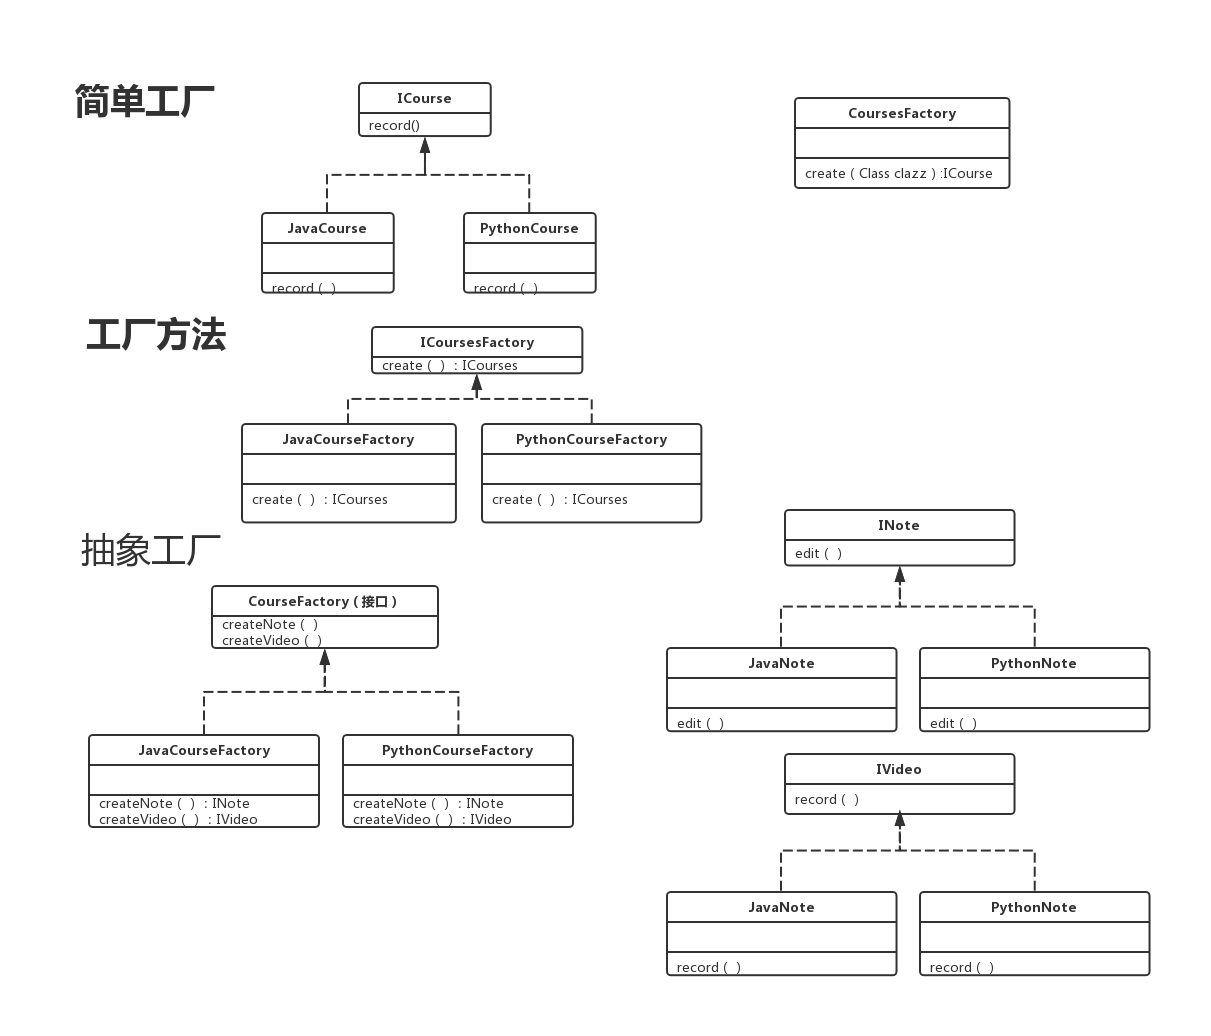 简单工厂
ICourse
record()
CoursesFactory
create ( Class clazz ) :ICourse
JavaCourse
record (  )
PythonCourse
record (  )
工厂方法
ICoursesFactory
create (  )  : ICourses
JavaCourseFactory
create (  )  : ICourses
PythonCourseFactory
create (  )  : ICourses
抽象工厂
CourseFactory ( 接口 )
createNote (  )
createVideo (  )
JavaCourseFactory
createNote (  )  : INote
createVideo (  )  : IVideo
PythonCourseFactory
createNote (  )  : INote
createVideo (  )  : IVideo
INote
edit (  )
JavaNote
edit (  )
PythonNote
edit (  )
IVideo
record (  )
JavaNote
record (  )
PythonNote
record (  )